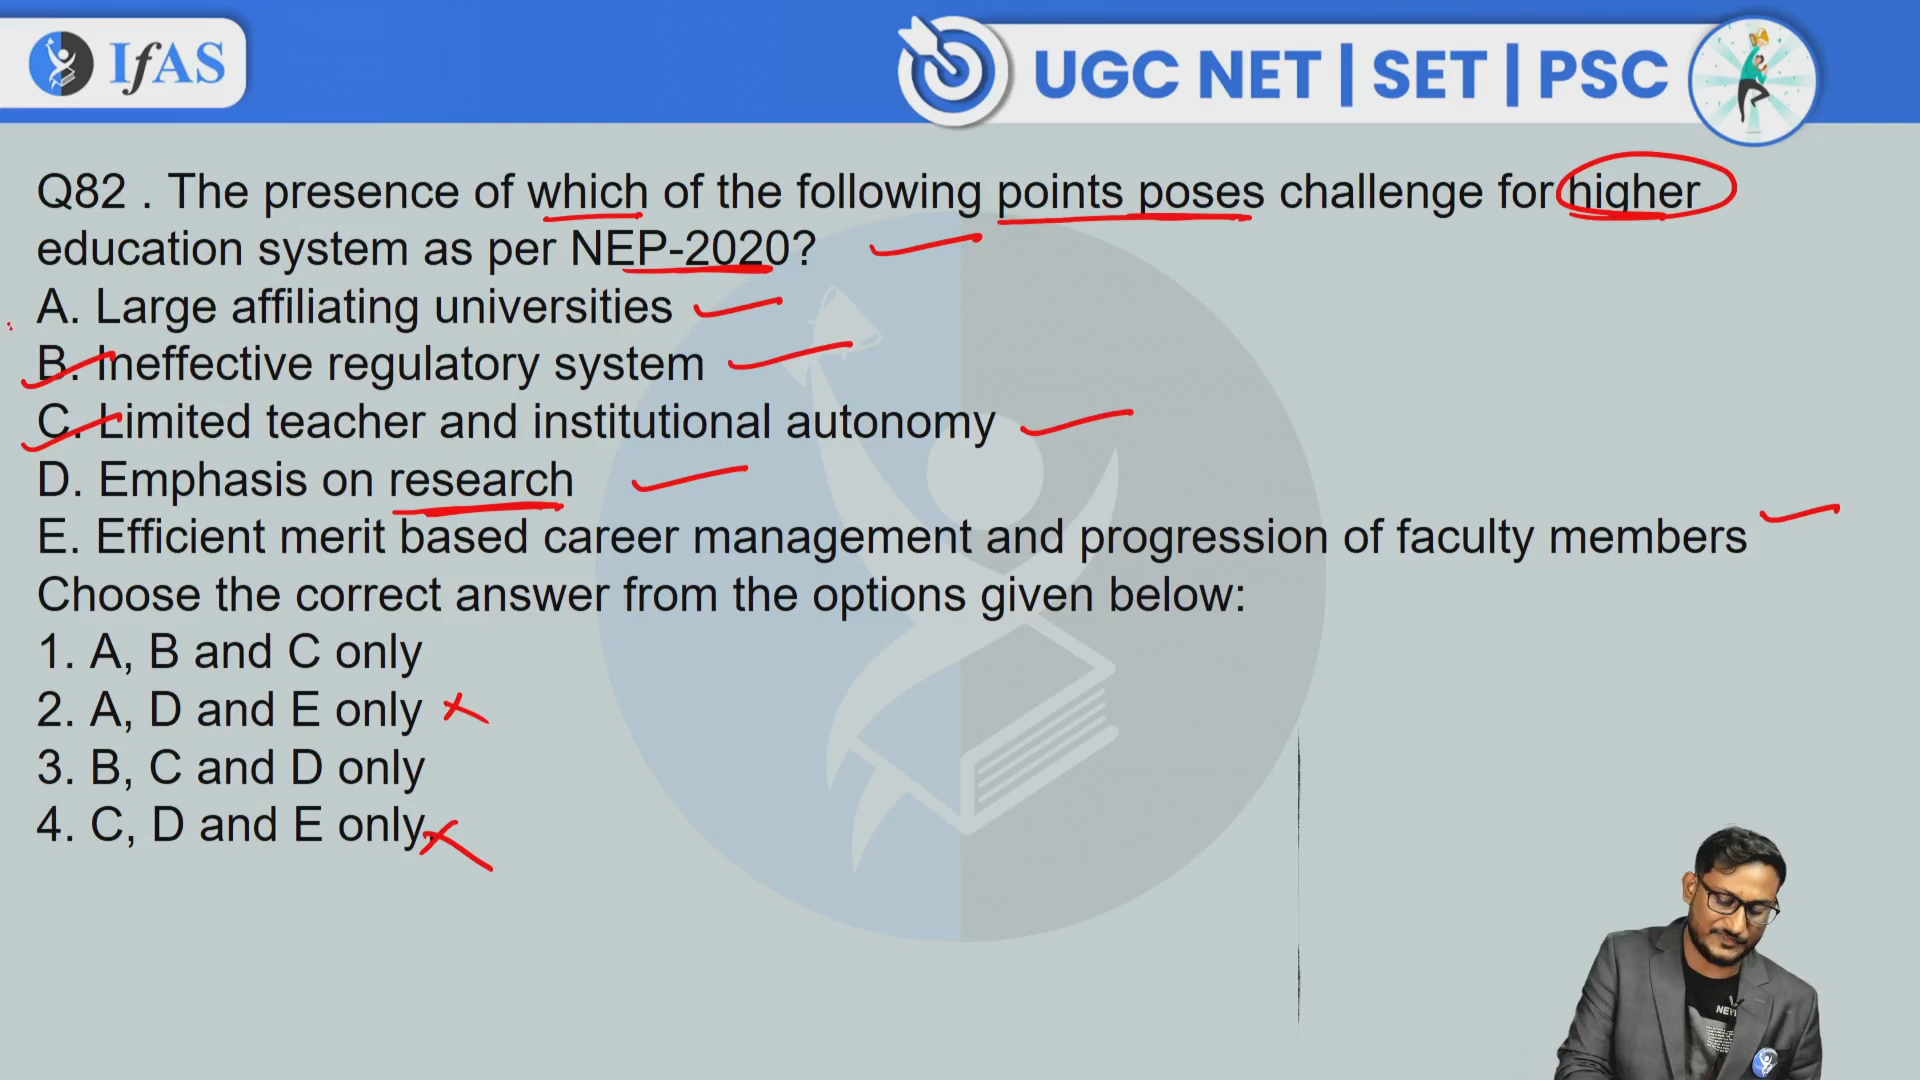 IfAS
UGC NET | SET | PSC
Q82 . The presence of which of the following points poses challenge for higher
education system as per NEP-2020?
A. Large affiliating universities
B. Ineffective regulatory system
C. Limited teacher and institutional autonomy
D. Emphasis on research
E. Efficient merit based career management and progression of faculty members
Choose the correct answer from the options given below:
1. A, B and C only
2. A, D and E only
3. B, C and D only
4. C, D and E only